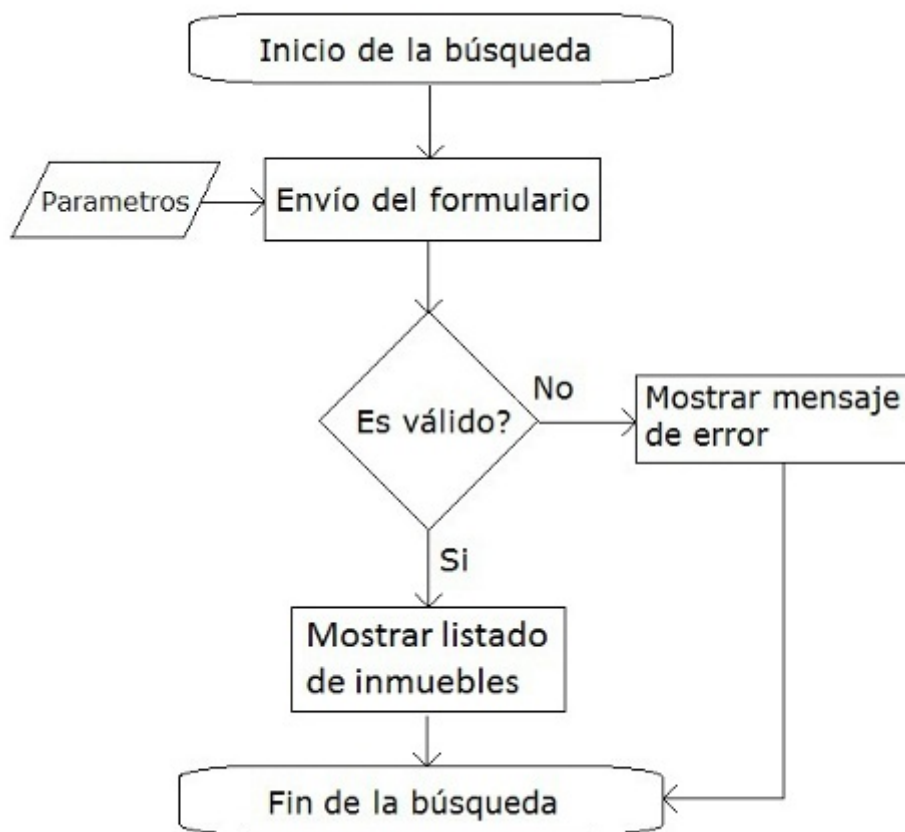 Inicio de la búsqueda
Parametros
Envío del formulario
Es válido?
No
Mostrar mensaje
de error
Si
Mostrar listado
de inmuebles
Fin de la búsqueda